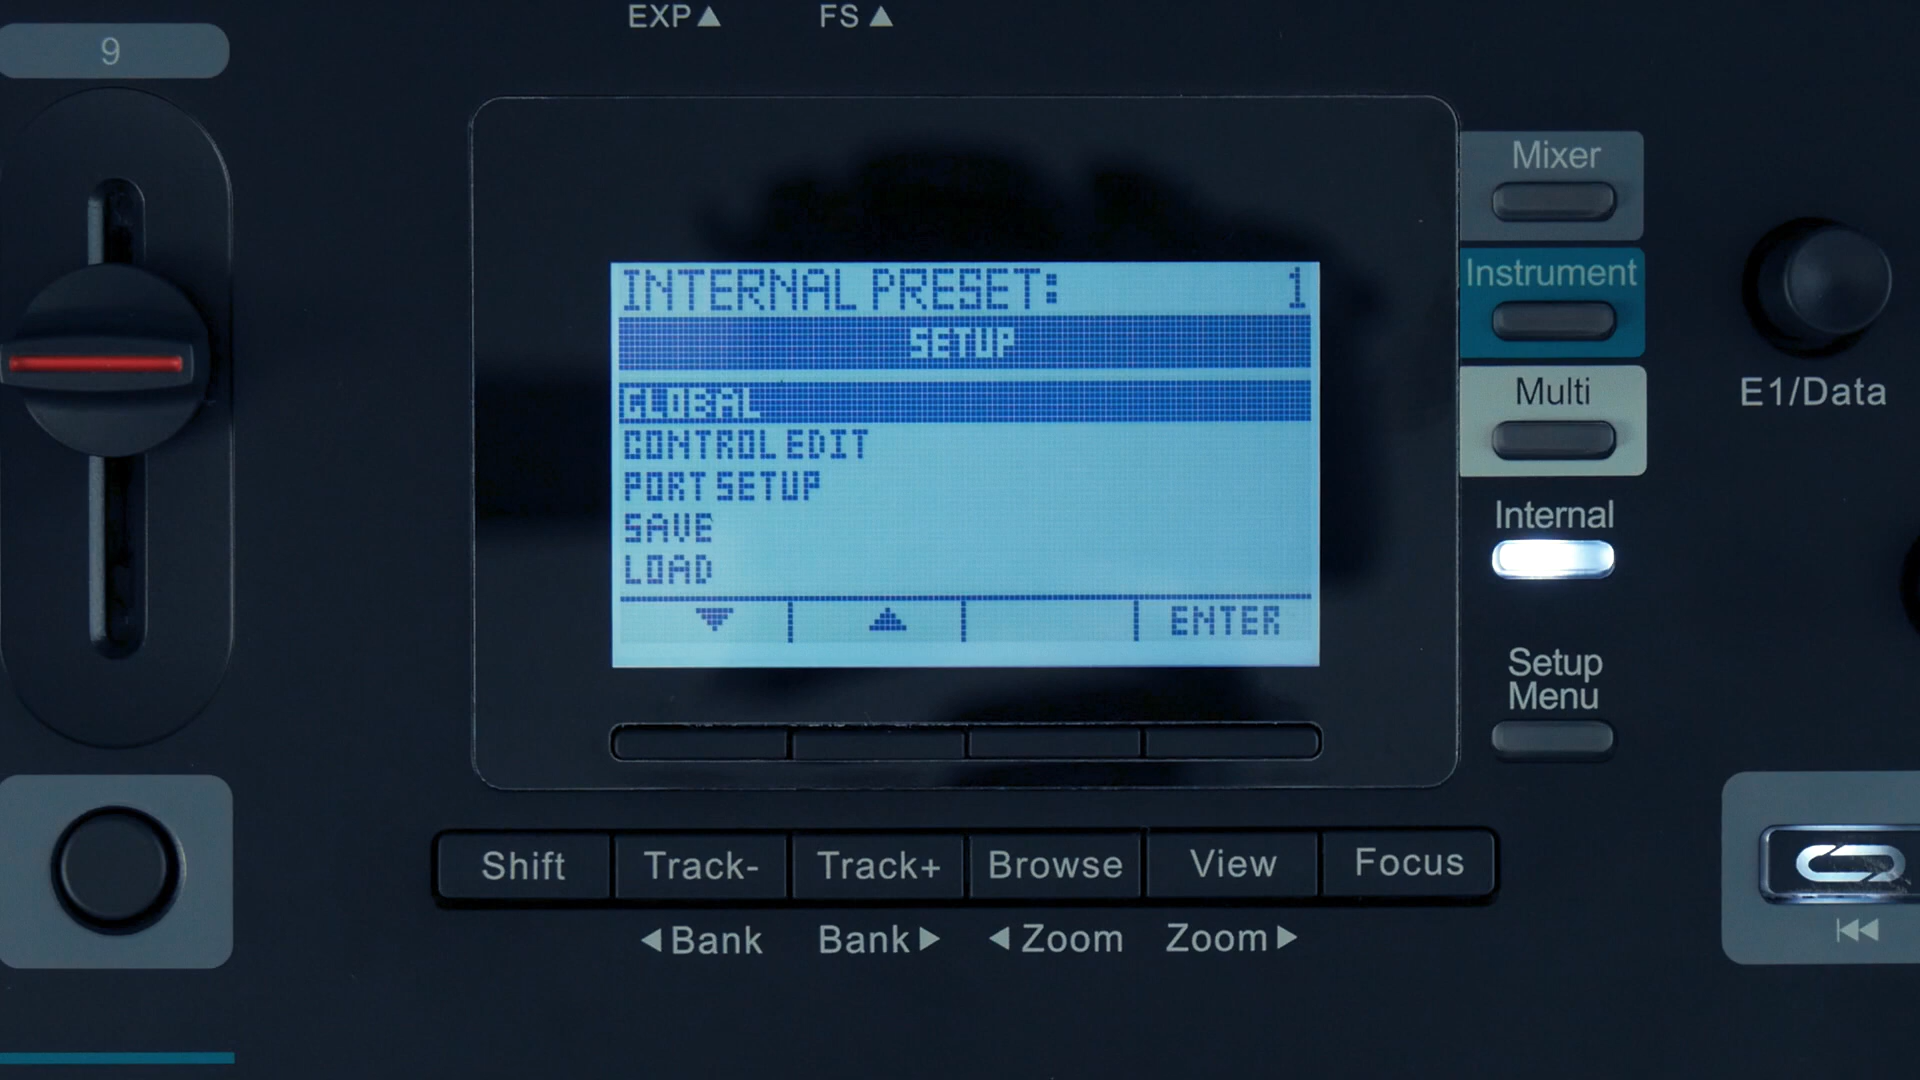 EXP▲ FS▲
9
Mixer
INTERNAL PRESET: 1
Instrument
SETUP
GLOBAL
Multi
E1/Data
CONTROL EDIT
PORT SETUP
SAVE
Internal
LOAD
▼ ▲ ENTER
Setup
Menu
Shift Track- Track+ Browse View Focus
◀Bank Bank▶ ◀Zoom Zoom▶